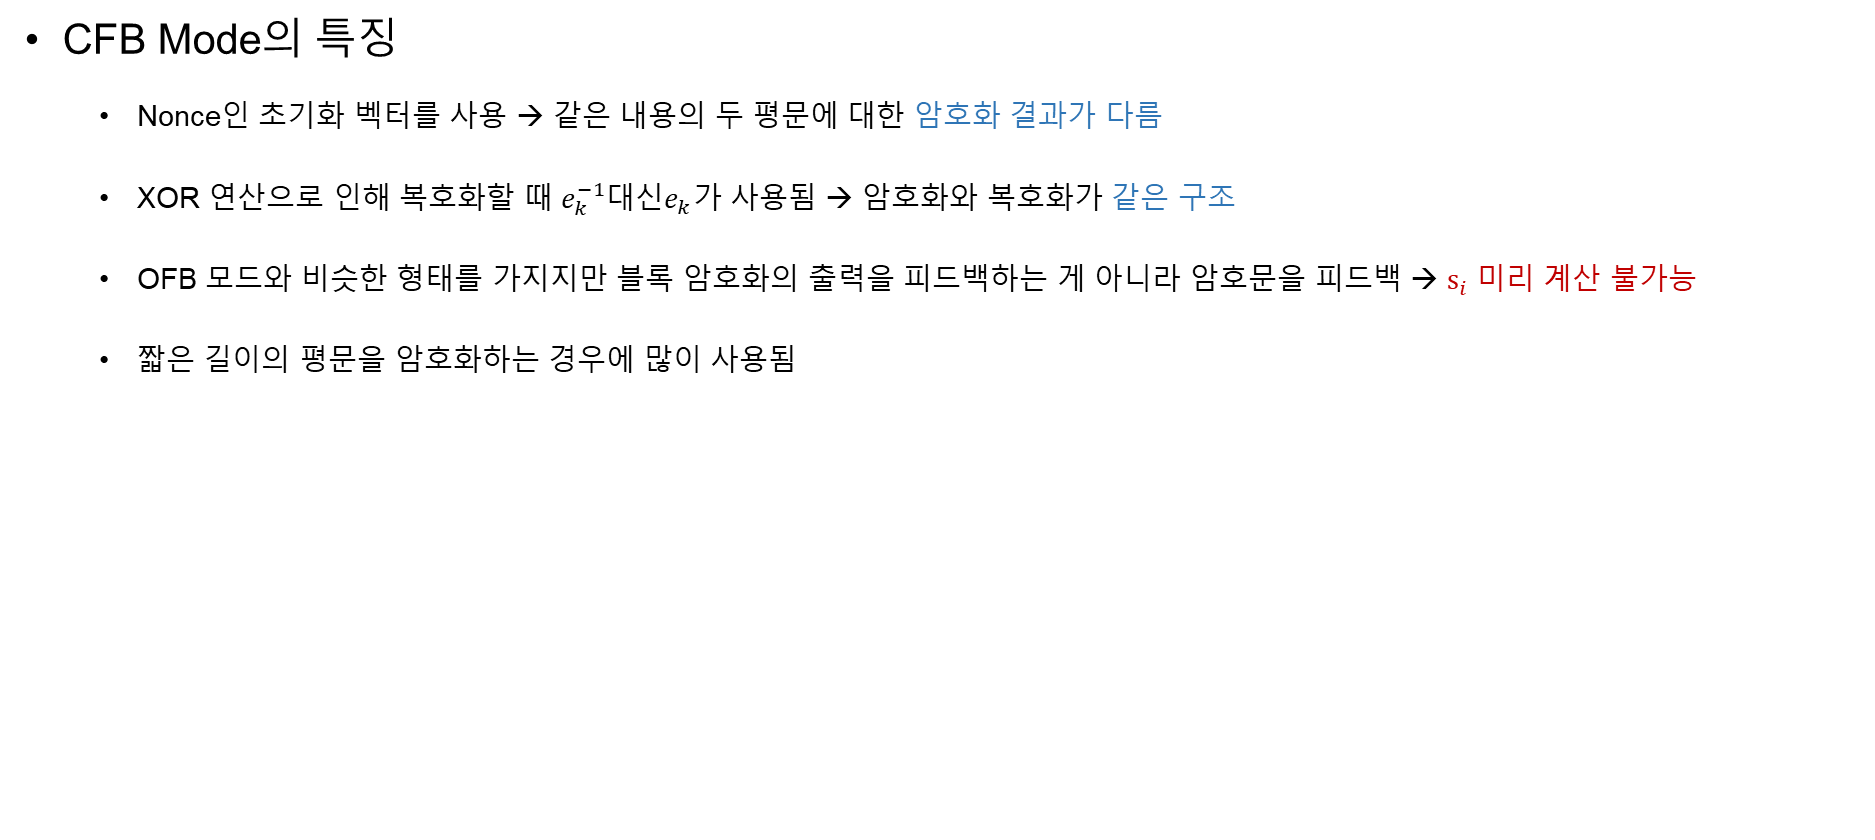 • CFB Mode의 특징
• Nonce인 초기화 벡터를 사용 → 같은 내용의 두 평문에 대한 암호화 결과가 다름
• XOR 연산으로 인해 복호화할 때 $e_k^{-1}$대신$e_k$가 사용됨 → 암호화와 복호화가 같은 구조
• OFB 모드와 비슷한 형태를 가지지만 블록 암호화의 출력을 피드백하는 게 아니라 암호문을 피드백 → $s_i$ 미리 계산 불가능
• 짧은 길이의 평문을 암호화하는 경우에 많이 사용됨